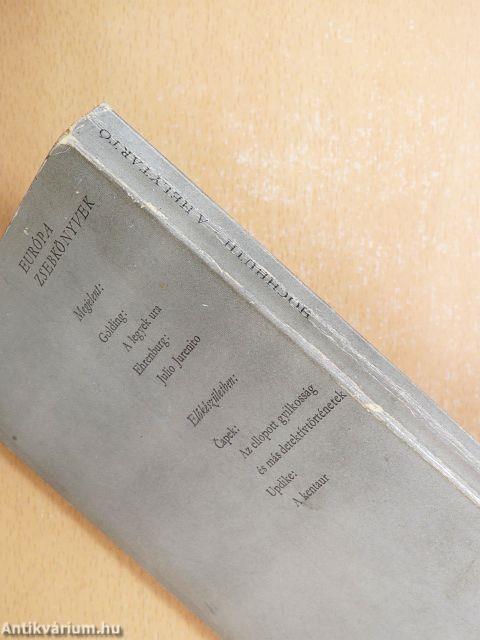 HOCHHUTH A HELYTARTÓ
EURÓPA
ZSEBKÖNYVEK
Megjelent:
Golding:
A legyek ura
Ehrenburg:
Julio Jurenito
Előkészületben:
Čapek:
Az ellopott gyilkosság
és más detektívtörténetek
Updike:
A kentaur
Antikvárium.hu